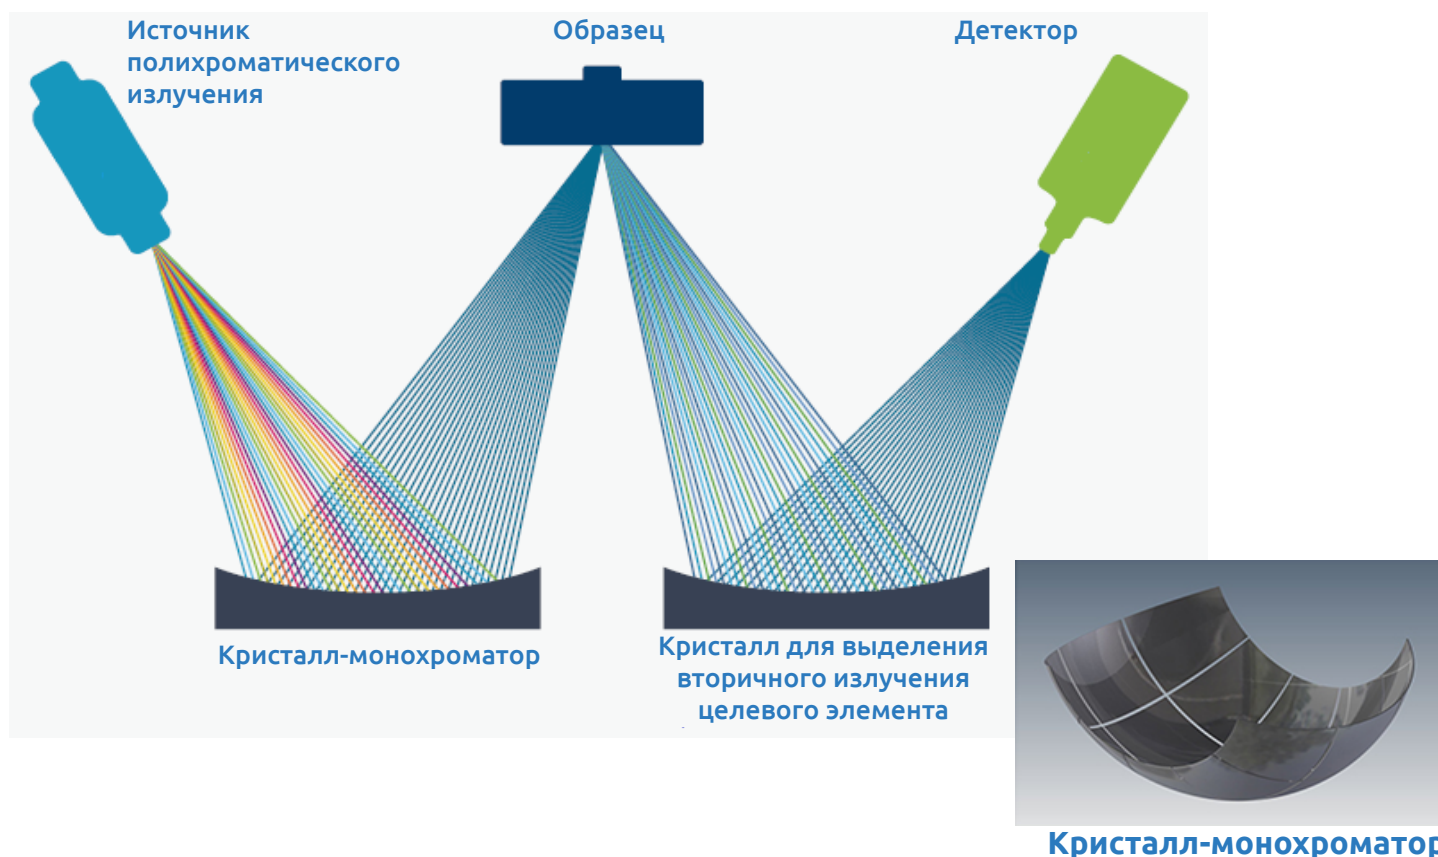 Источник
полихроматического
излучения
Образец
Детектор
Кристалл-монохроматор
Кристалл для выделения
вторичного излучения
целевого элемента
Кристалл-монохроматор